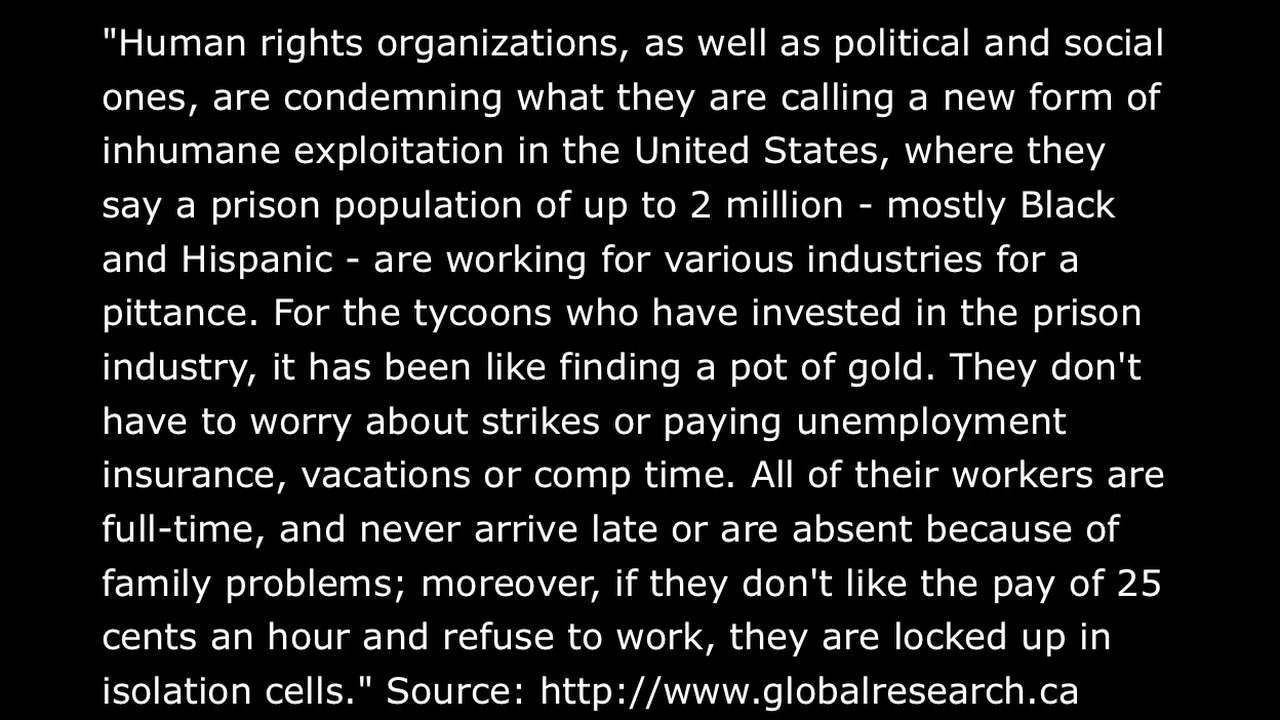 "Human rights organizations, as well as political and social
ones, are condemning what they are calling a new form of
inhumane exploitation in the United States, where they
say a prison population of up to 2 million - mostly Black
and Hispanic - are working for various industries for a
pittance. For the tycoons who have invested in the prison
industry, it has been like finding a pot of gold. They don't
have to worry about strikes or paying unemployment
insurance, vacations or comp time. All of their workers are
full-time, and never arrive late or are absent because of
family problems; moreover, if they don't like the pay of 25
cents an hour and refuse to work, they are locked up in
isolation cells." Source: http://www.globalresearch.ca